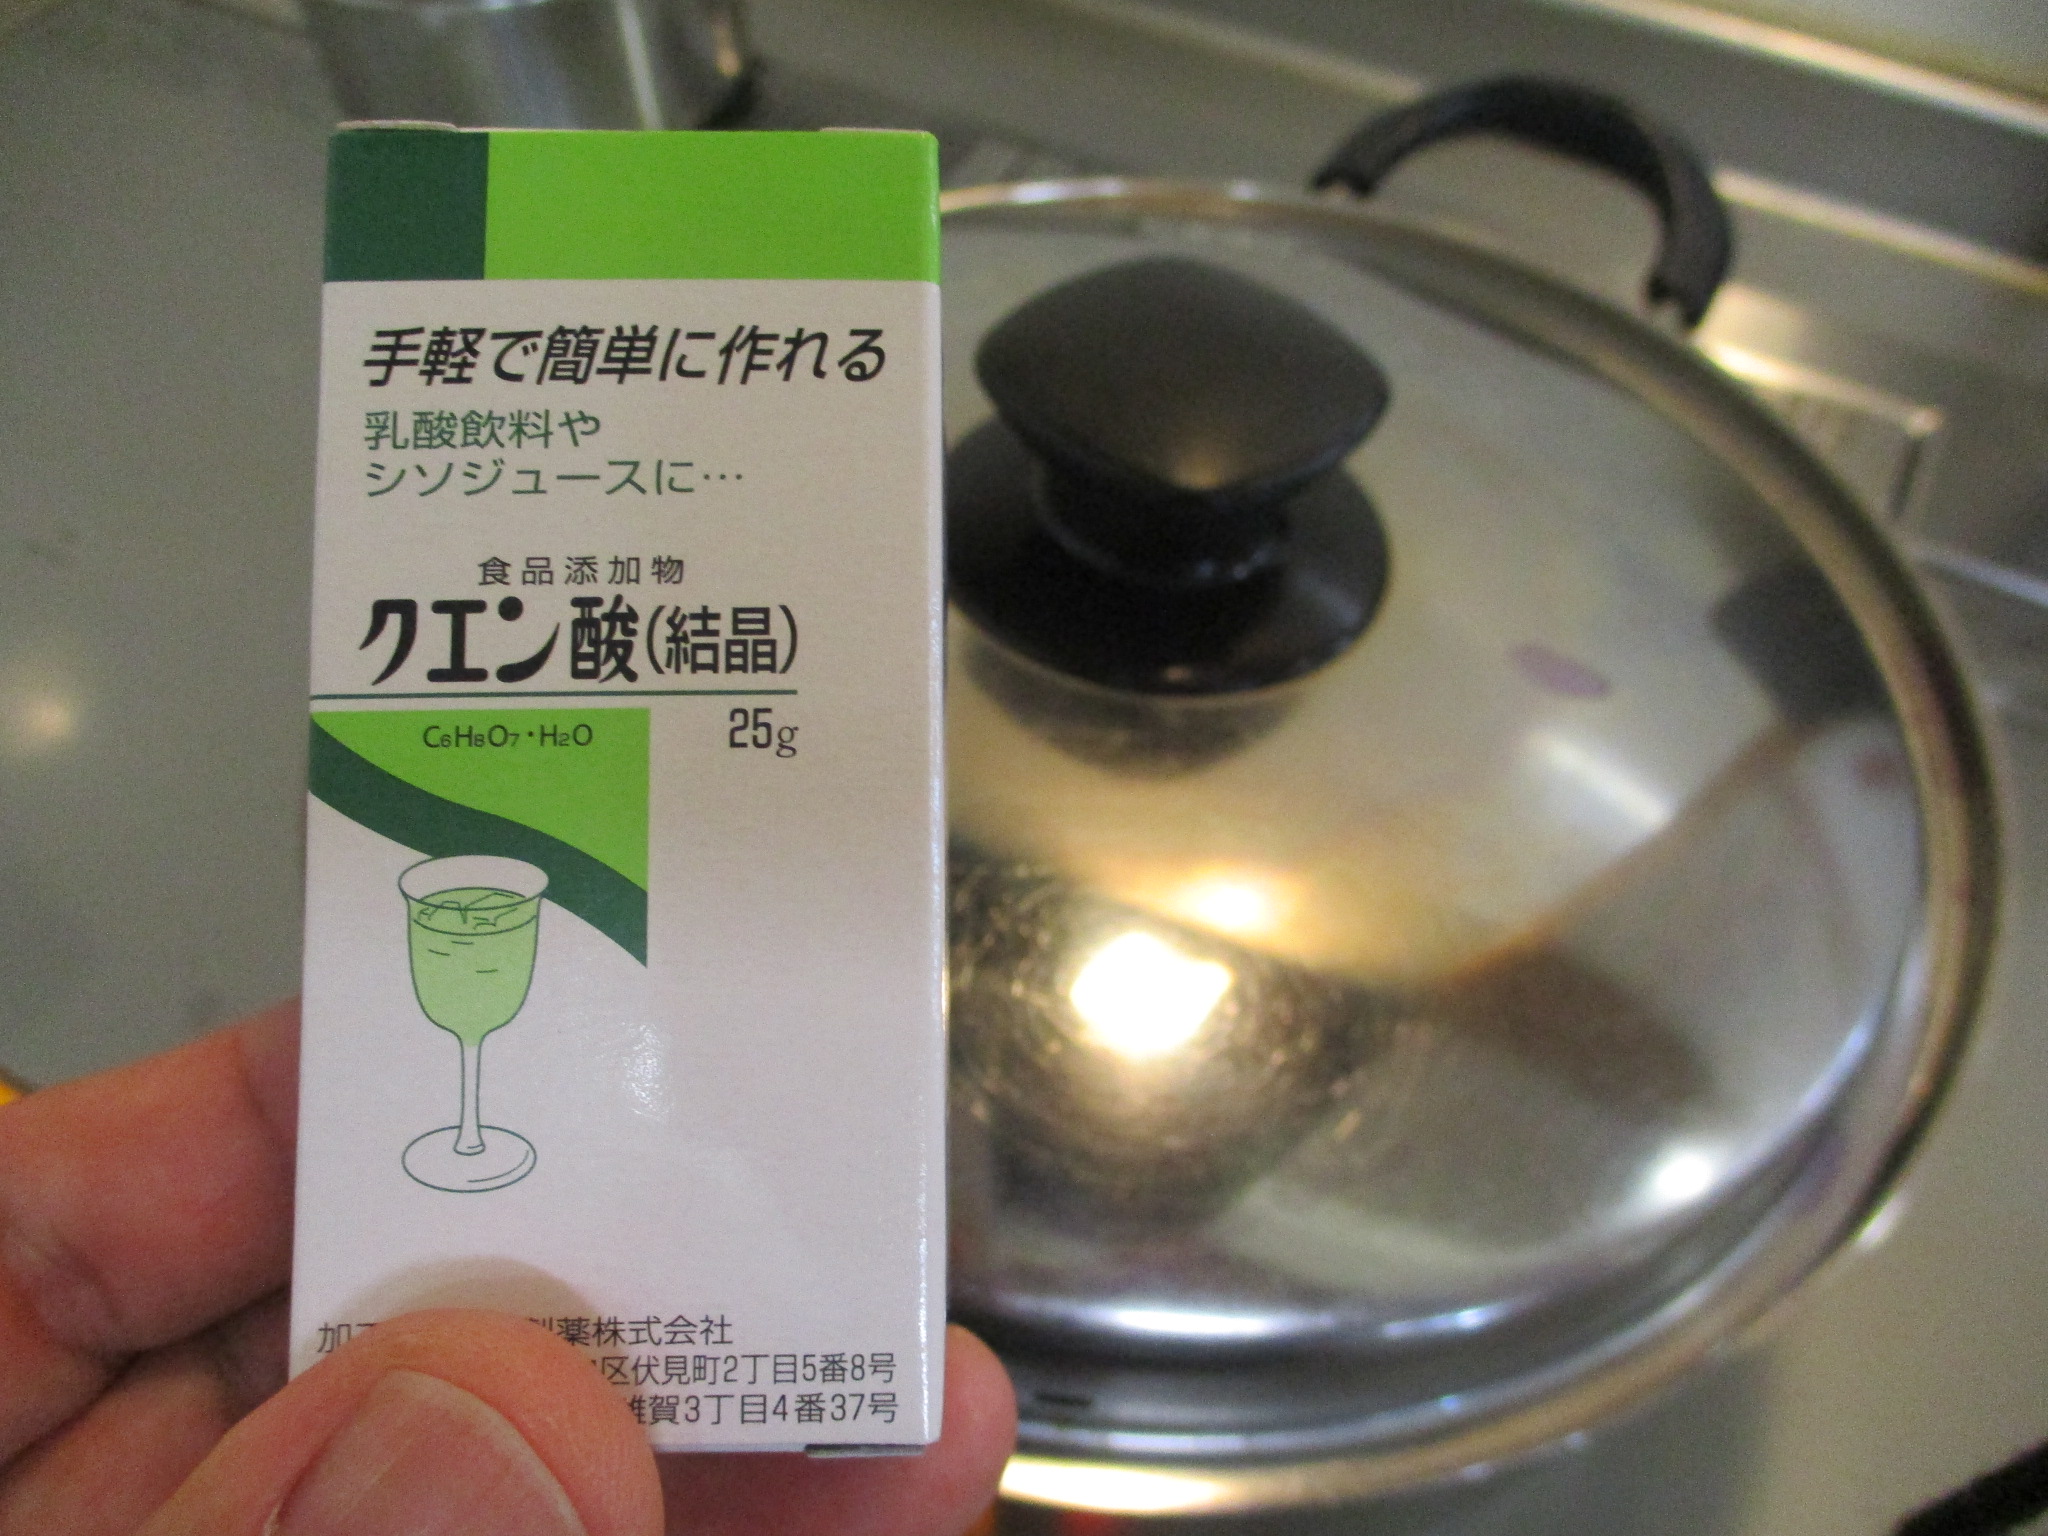 手軽で簡単に作れる
乳酸飲料や
シソジュースに…
食品添加物
クエン酸(結晶)
C6H8O7・H2O
25g
加 製薬株式会社
区伏見町2丁目5番8号
雑賀3丁目4番37号